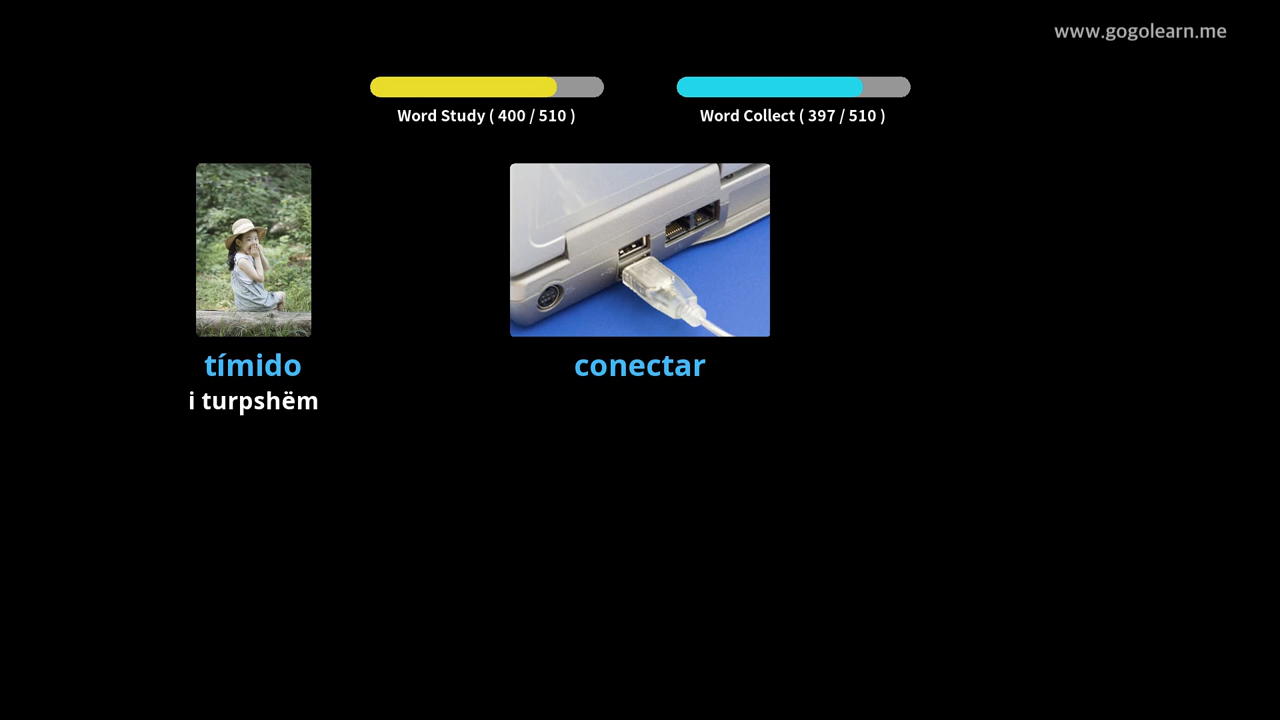 www.gogolearn.me
Word Study ( 400 / 510 )
Word Collect ( 397 / 510 )
tímido
i turpshëm
conectar